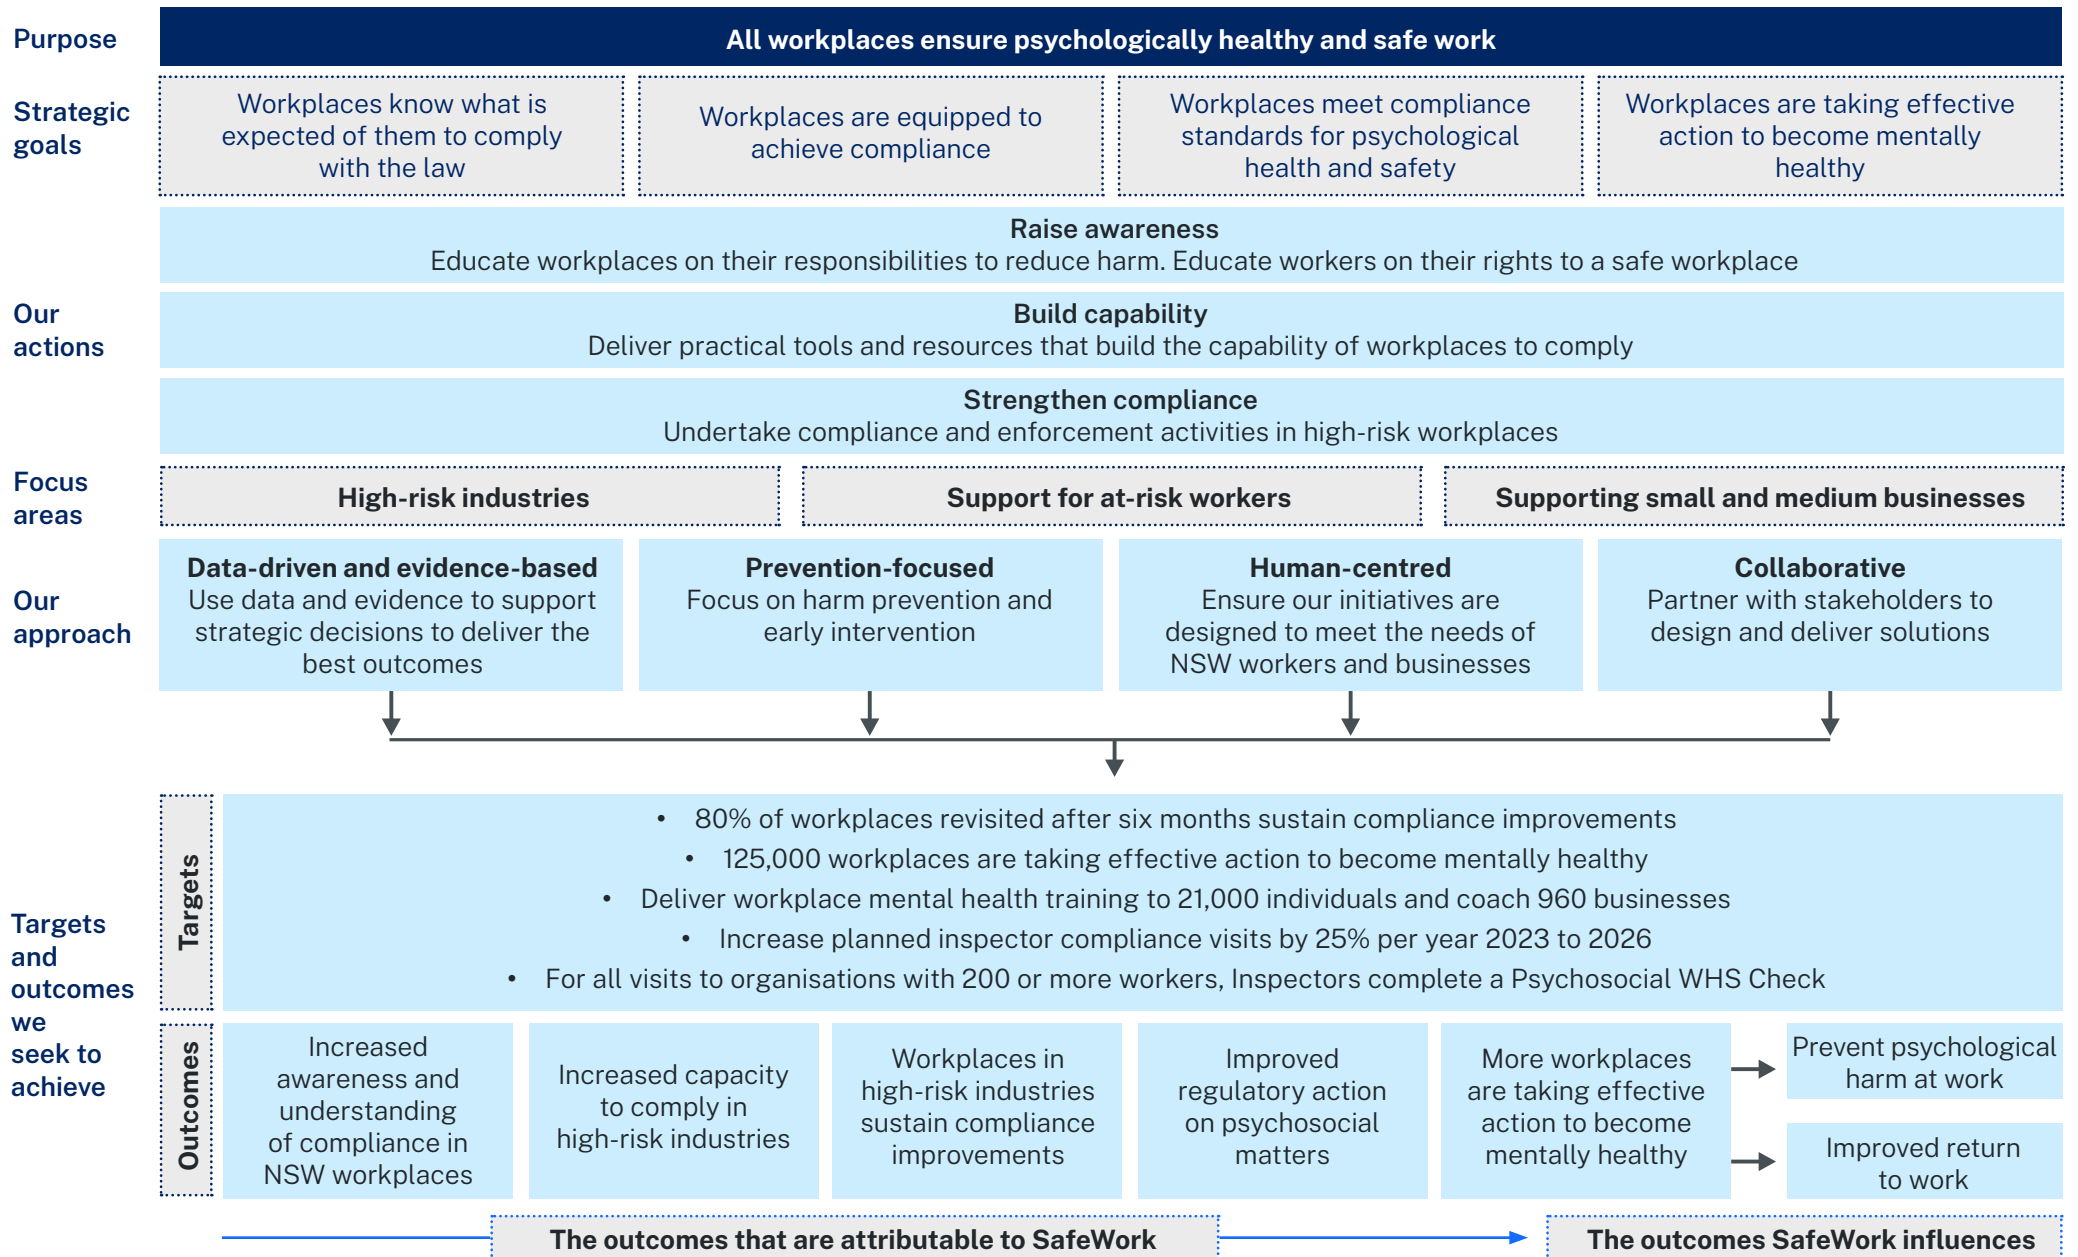 Purpose
All workplaces ensure psychologically healthy and safe work
Strategic
goals
Workplaces know what is
expected of them to comply
with the law
Workplaces are equipped to
achieve compliance
Workplaces meet compliance
standards for psychological
health and safety
Workplaces are taking effective
action to become mentally
healthy
Our
actions
Raise awareness
Educate workplaces on their responsibilities to reduce harm. Educate workers on their rights to a safe workplace
Build capability
Deliver practical tools and resources that build the capability of workplaces to comply
Strengthen compliance
Undertake compliance and enforcement activities in high-risk workplaces
Focus
areas
High-risk industries
Support for at-risk workers
Supporting small and medium businesses
Our
approach
Data-driven and evidence-based
Use data and evidence to support
strategic decisions to deliver the
best outcomes
Prevention-focused
Focus on harm prevention and
early intervention
Human-centred
Ensure our initiatives are
designed to meet the needs of
NSW workers and businesses
Collaborative
Partner with stakeholders to
design and deliver solutions
Targets
and
outcomes
we
seek to
achieve
Targets
• 80% of workplaces revisited after six months sustain compliance improvements
• 125,000 workplaces are taking effective action to become mentally healthy
• Deliver workplace mental health training to 21,000 individuals and coach 960 businesses
• Increase planned inspector compliance visits by 25% per year 2023 to 2026
• For all visits to organisations with 200 or more workers, Inspectors complete a Psychosocial WHS Check
Outcomes
Increased
awareness and
understanding
of compliance in
NSW workplaces
Increased capacity
to comply in
high-risk industries
Workplaces in
high-risk industries
sustain compliance
improvements
Improved
regulatory action
on psychosocial
matters
More workplaces
are taking effective
action to become
mentally healthy
Prevent psychological
harm at work
Improved return
to work
The outcomes that are attributable to SafeWork
The outcomes SafeWork influences